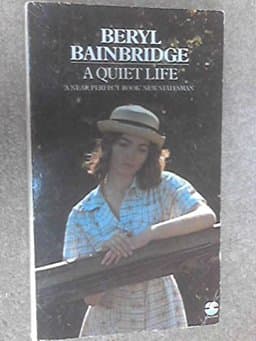 BERYL
BAINBRIDGE
A QUIET LIFE
'A NEAR PERFECT BOOK' NEW STATESMAN